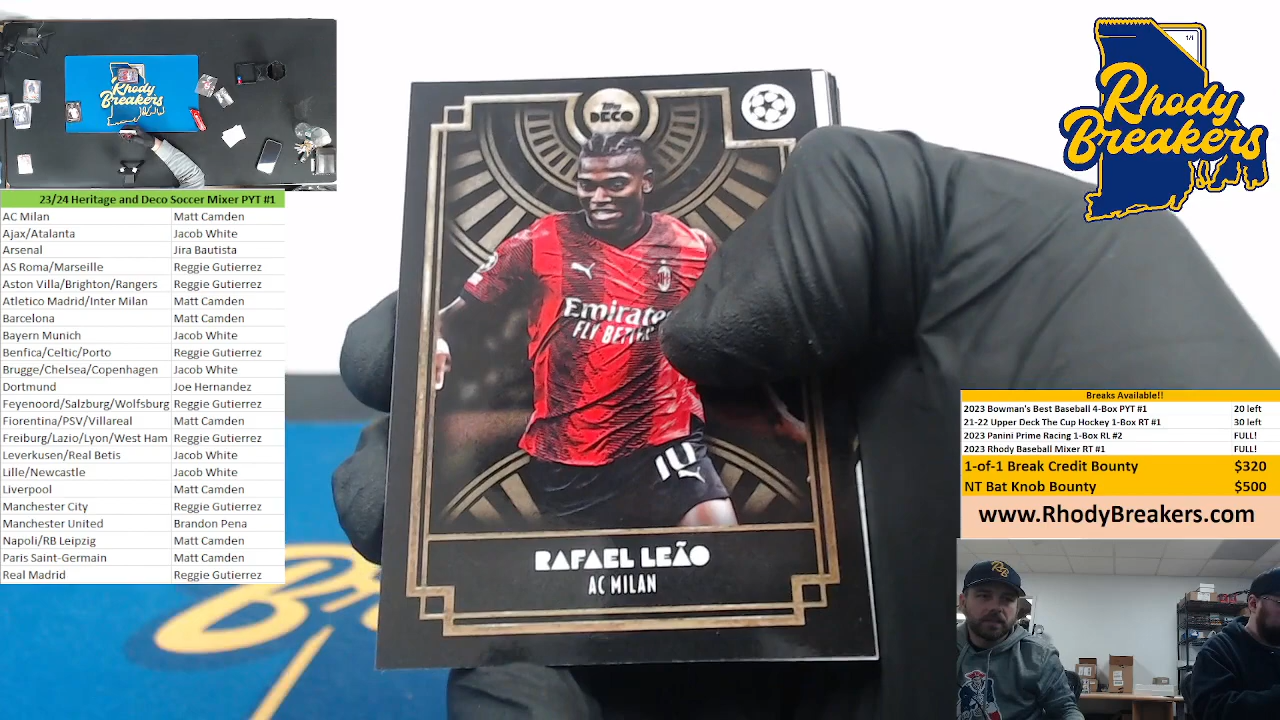 Rhody
Breakers
23/24 Heritage and Deco Soccer Mixer PYT #1
AC Milan Matt Camden
Ajax/Atalanta Jacob White
Arsenal Jira Bautista
AS Roma/Marseille Reggie Gutierrez
Aston Villa/Brighton/Rangers Reggie Gutierrez
Atletico Madrid/Inter Milan Matt Camden
Barcelona Matt Camden
Bayern Munich Jacob White
Benfica/Celtic/Porto Reggie Gutierrez
Brugge/Chelsea/Copenhagen Jacob White
Dortmund Joe Hernandez
Feyenoord/Salzburg/Wolfsburg Reggie Gutierrez
Fiorentina/PSV/Villareal Matt Camden
Freiburg/Lazio/Lyon/West Ham Reggie Gutierrez
Leverkusen/Real Betis Jacob White
Lille/Newcastle Jacob White
Liverpool Matt Camden
Manchester City Reggie Gutierrez
Manchester United Brandon Pena
Napoli/RB Leipzig Matt Camden
Paris Saint-Germain Matt Camden
Real Madrid Reggie Gutierrez
Topps
DECO
Emirates
FLY BETTER
10
RAFAEL LEÃO
AC MILAN
1/1
Rhody
Breakers
Breaks Available!!
2023 Bowman's Best Baseball 4-Box PYT #1 20 left
21-22 Upper Deck The Cup Hockey 1-Box RT #1 30 left
2023 Panini Prime Racing 1-Box RL #2 FULL!
2023 Rhody Baseball Mixer RT #1 FULL!
1-of-1 Break Credit Bounty $320
NT Bat Knob Bounty $500
www.RhodyBreakers.com
RB